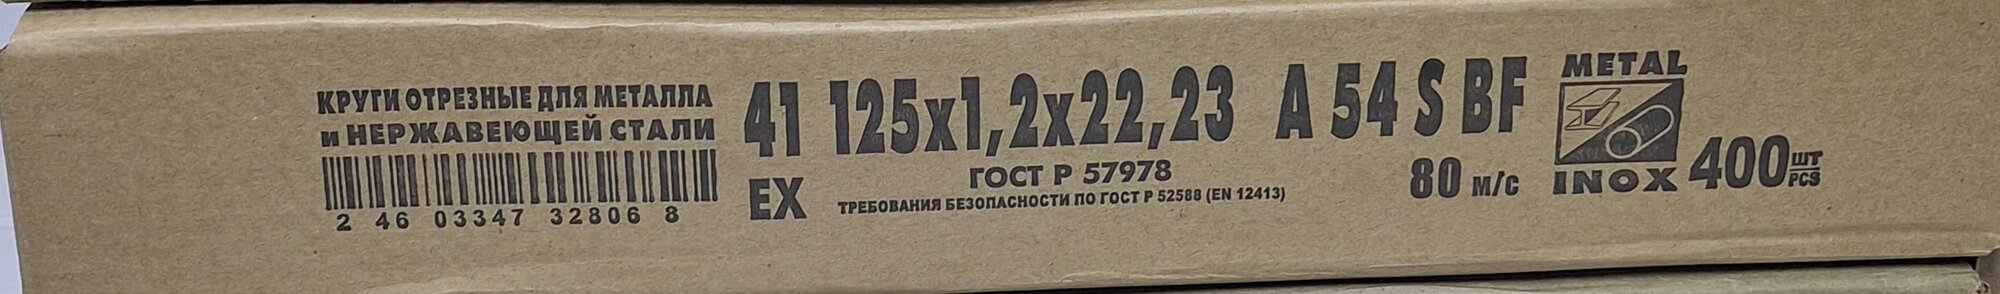 КРУГИ ОТРЕЗНЫЕ ДЛЯ МЕТАЛЛА
и НЕРЖАВЕЮЩЕЙ СТАЛИ
2 46 03347 32806 8
41 125x1,2x22,23 A 54 S BF
EX
ГОСТ Р 57978
ТРЕБОВАНИЯ БЕЗОПАСНОСТИ ПО ГОСТ Р 52588 (EN 12413)
80 м/с
METAL
INOX
400 ШТ
PCS